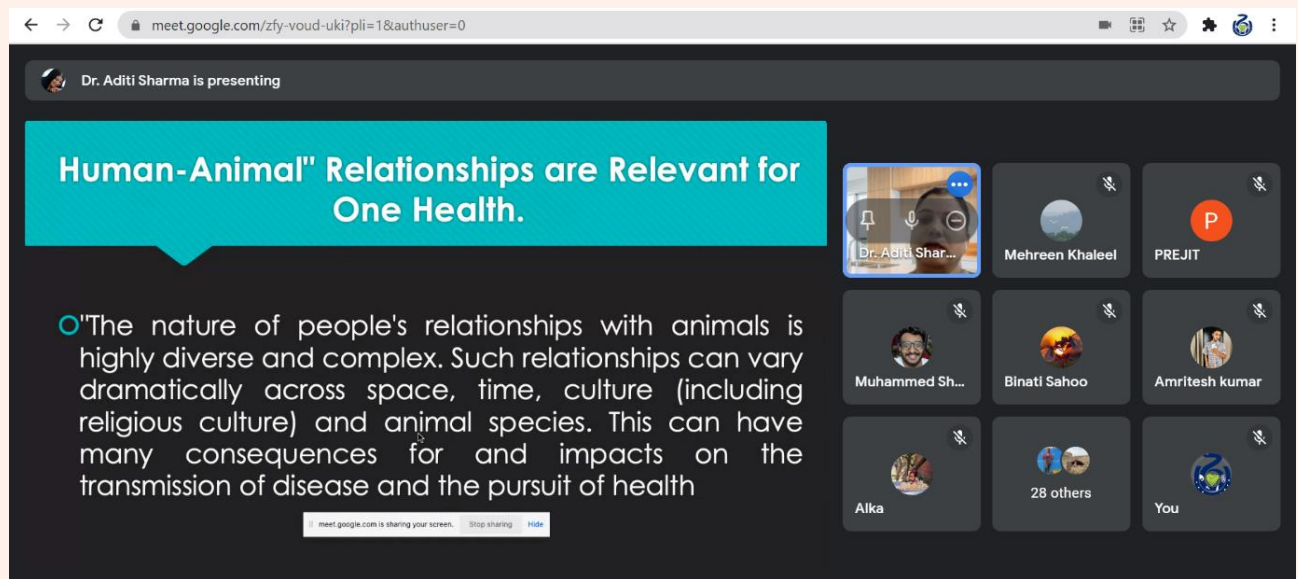 meet.google.com/zfy-voud-uki?pli=1&authuser=0
Dr. Aditi Sharma is presenting
Human-Animal" Relationships are Relevant for
One Health.
"The nature of people's relationships with animals is
highly diverse and complex. Such relationships can vary
dramatically across space, time, culture (including
religious culture) and animal species. This can have
many consequences for and impacts on the
transmission of disease and the pursuit of health
meet.google.com is sharing your screen. Stop sharing Hide
Dr. Aditi Shar...
Mehreen Khaleel
P
PREJIT
Muhammed Sh...
Binati Sahoo
Amritesh kumar
Alka
28 others
You